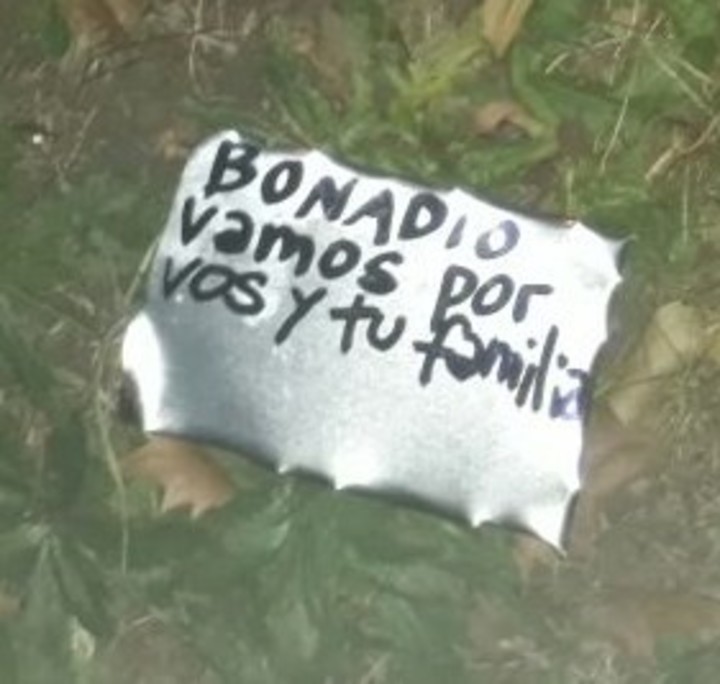 BONADIO
vamos por
vos y tu familia